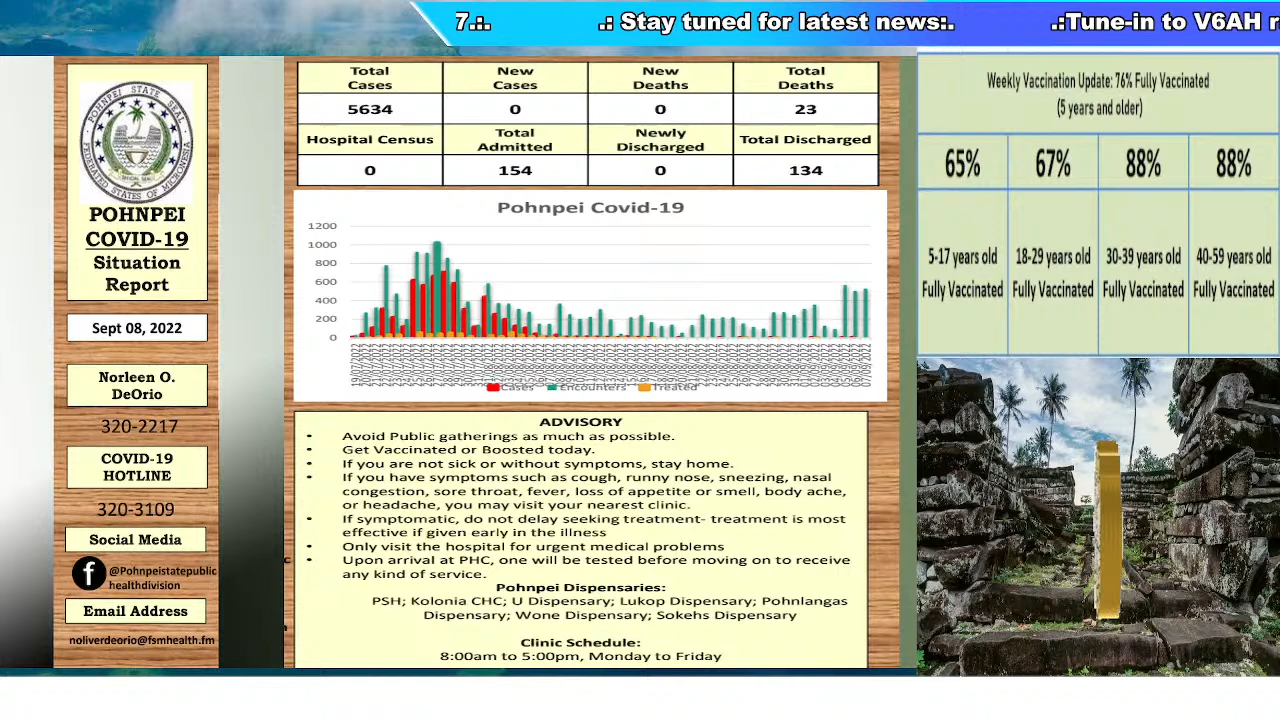 7.:. .: Stay tuned for latest news:. .:Tune-in to V6AH r
POHNPEI STATE SEAL
FEDERATED STATES OF MICRONESIA
POHNPEI
COVID-19
Situation
Report
Sept 08, 2022
Norleen O.
DeOrio
320-2217
COVID-19
HOTLINE
320-3109
Social Media
@Pohnpeistatepublic
healthdivision
Email Address
noliverdeorio@fsmhealth.fm
Total Cases New Cases New Deaths Total Deaths
5634 0 0 23
Hospital Census Total Admitted Newly Discharged Total Discharged
0 154 0 134
Pohnpei Covid-19
1200
1000
800
600
400
200
0
Cases Encounters Treated
ADVISORY
• Avoid Public gatherings as much as possible.
• Get Vaccinated or Boosted today.
• If you are not sick or without symptoms, stay home.
• If you have symptoms such as cough, runny nose, sneezing, nasal
congestion, sore throat, fever, loss of appetite or smell, body ache,
or headache, you may visit your nearest clinic.
• If symptomatic, do not delay seeking treatment- treatment is most
effective if given early in the illness
• Only visit the hospital for urgent medical problems
• Upon arrival at PHC, one will be tested before moving on to receive
any kind of service.
Pohnpei Dispensaries:
PSH; Kolonia CHC; U Dispensary; Lukop Dispensary; Pohnlangas
Dispensary; Wone Dispensary; Sokehs Dispensary
Clinic Schedule:
8:00am to 5:00pm, Monday to Friday
Weekly Vaccination Update: 76% Fully Vaccinated
(5 years and older)
65% 67% 88% 88%
5-17 years old 18-29 years old 30-39 years old 40-59 years old
Fully Vaccinated Fully Vaccinated Fully Vaccinated Fully Vaccinated